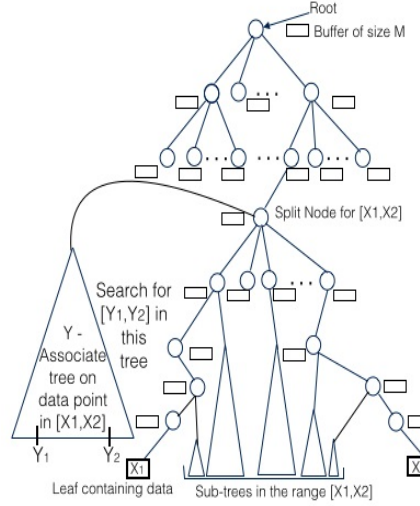 Root
Buffer of size M
Split Node for [X1,X2]
Search for
[Y1,Y2] in
this
tree
Y -
Associate
tree on
data point
in [X1,X2]
Y1
Y2
X1
X
Leaf containing data
Sub-trees in the range [X1,X2]